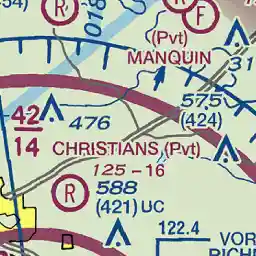 54)
R
018
R
F
(Pvt)
MANQUIN
31
42
14
476
575
(424)
CHRISTIANS (Pvt)
125 - 16
R
588
(421) UC
122.4
VOR
RICH